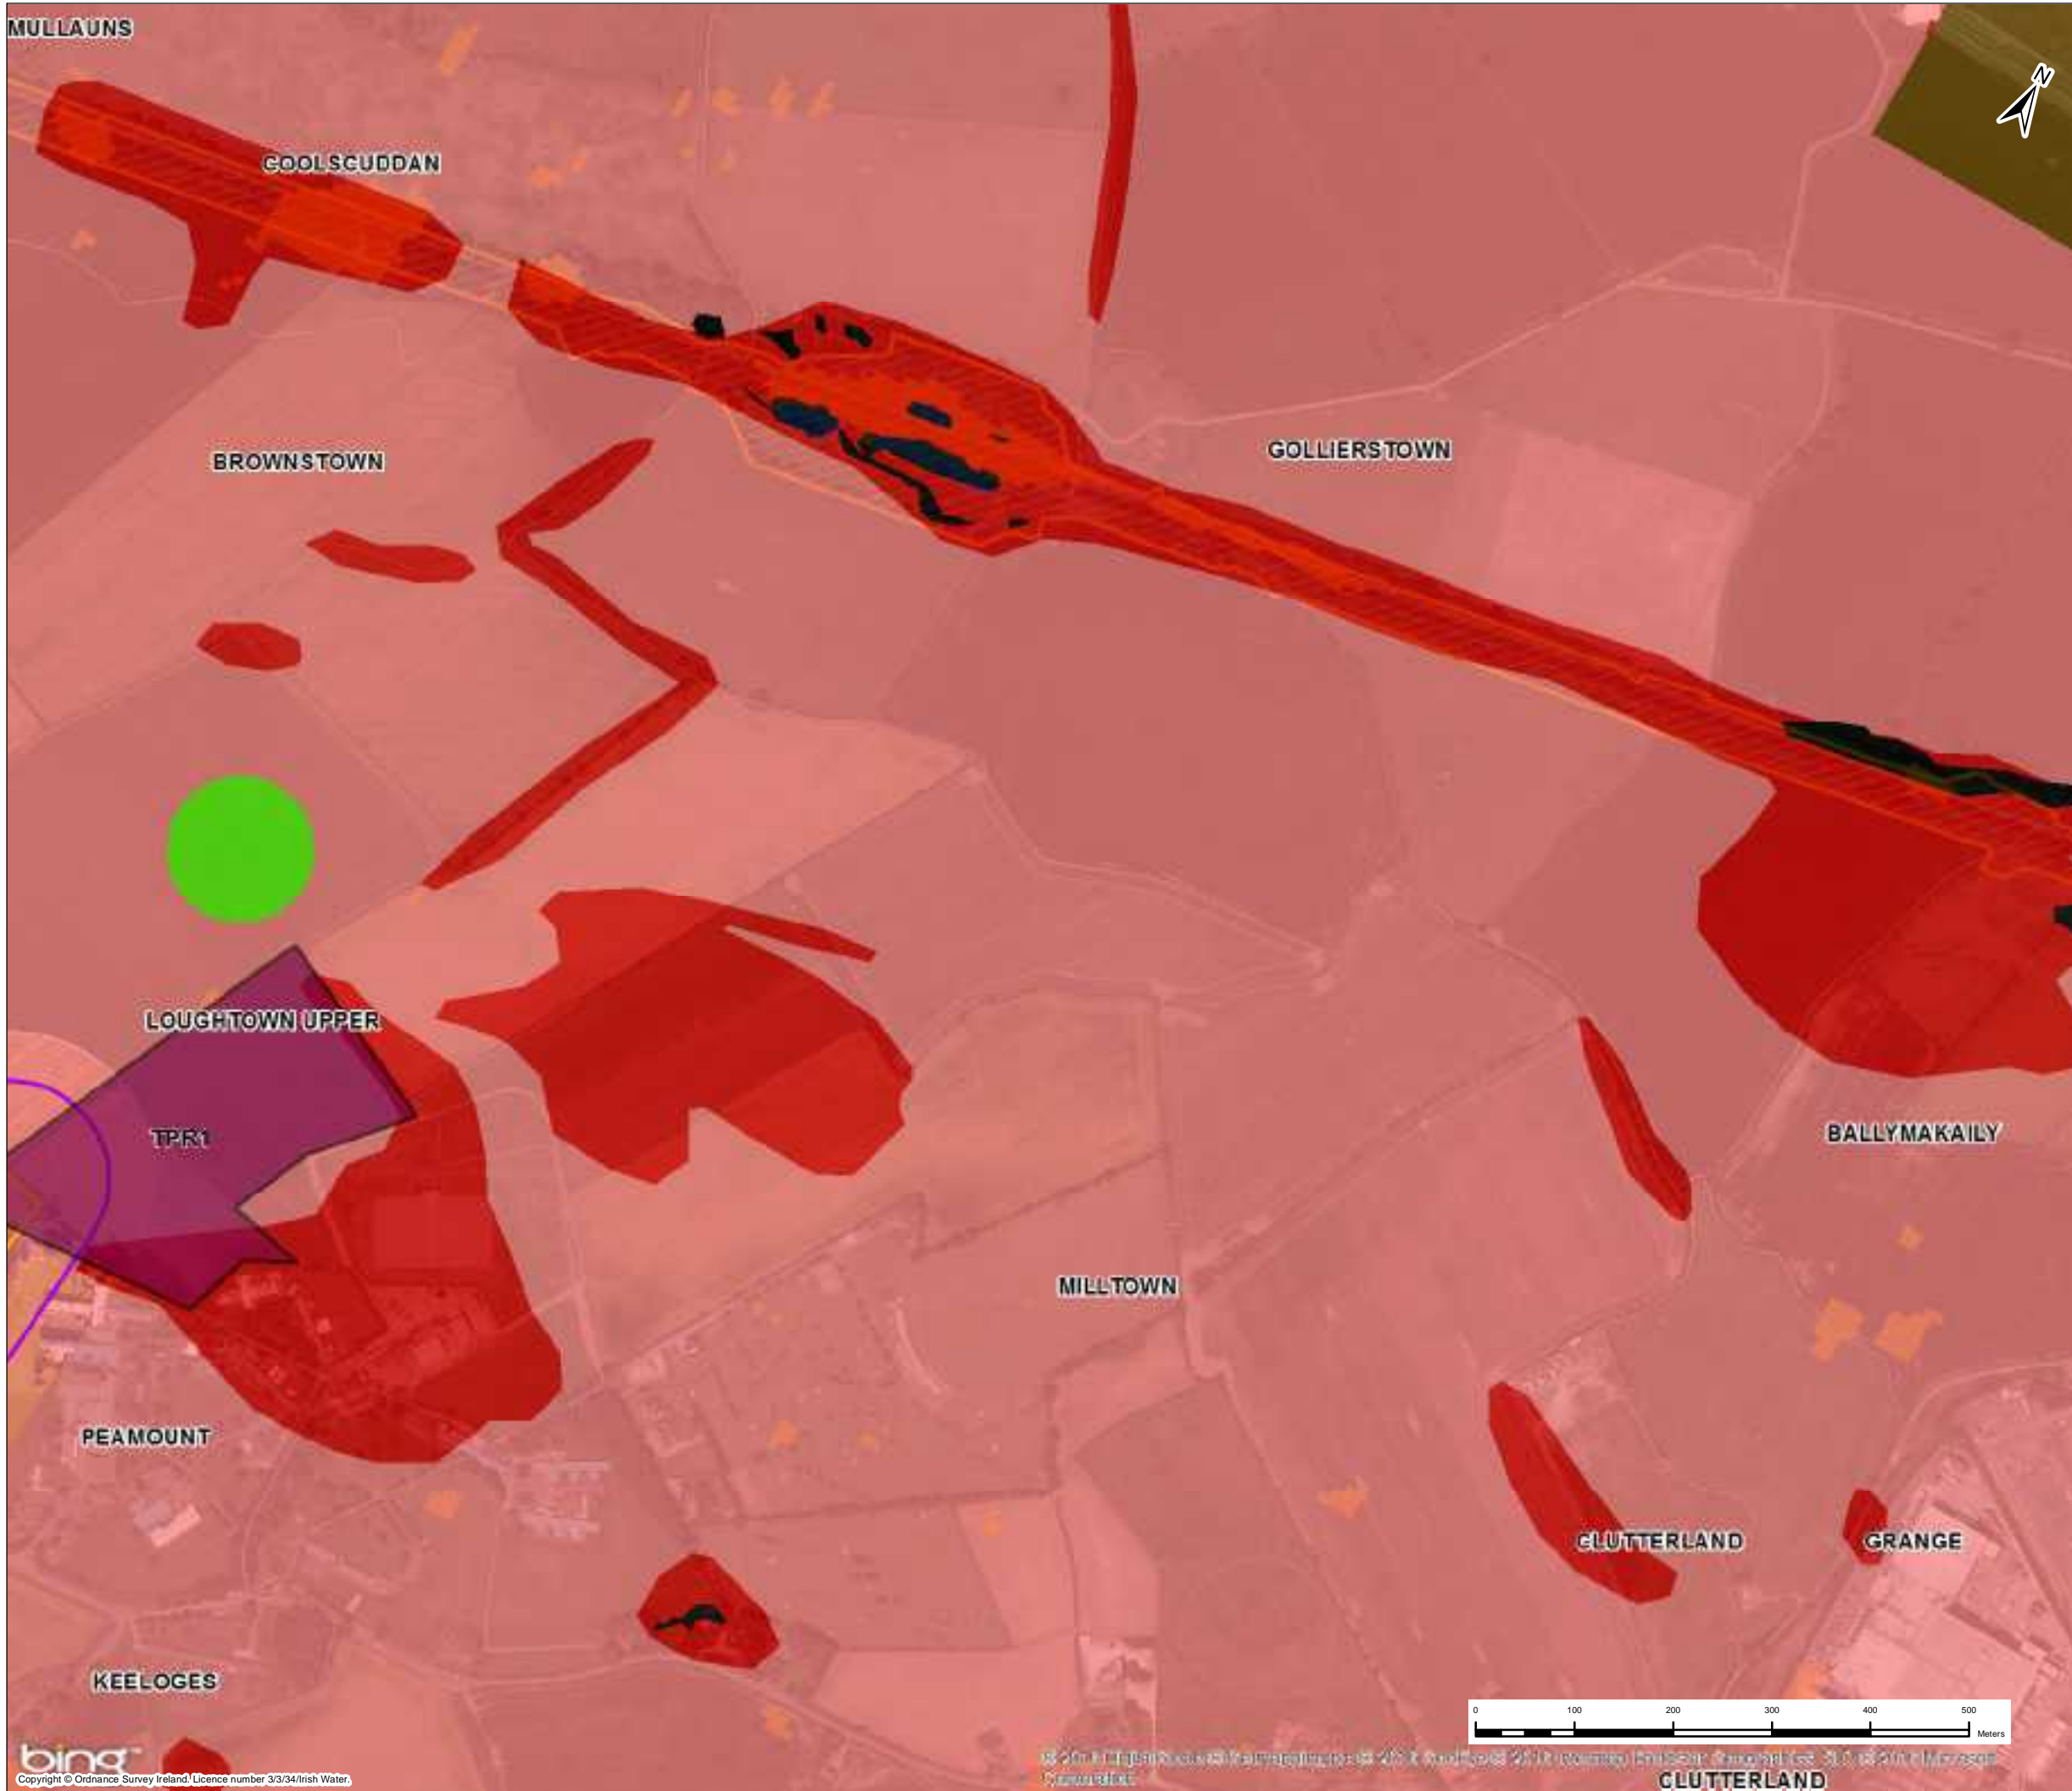 MULLAUNS
N
COOLSCUDDAN
BROWNSTOWN
GOLLIERSTOWN
LOUGHTOWN UPPER
TPR1
BALLYMAKAILY
MILLTOWN
PEAMOUNT
CLUTTERLAND
GRANGE
KEELOGES
0 100 200 300 400 500
Meters
bing
Copyright © Ordnance Survey Ireland. Licence number 3/3/34/Irish Water.
CLUTTERLAND